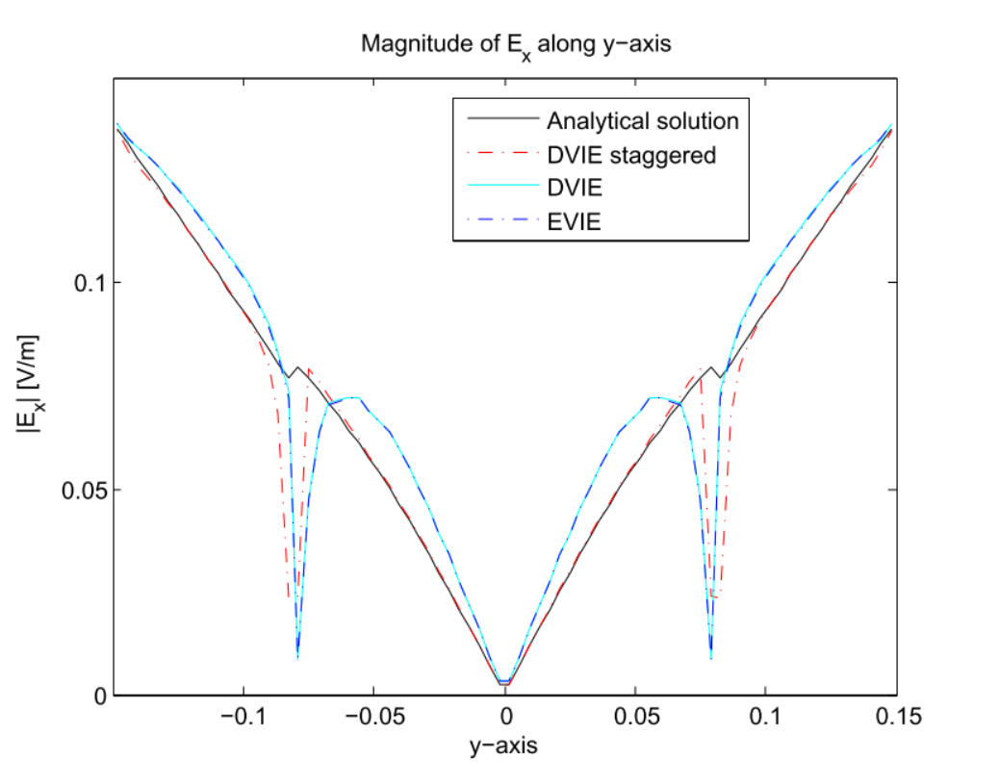 Magnitude of Ex along y−axis
Analytical solution
DVIE staggered
DVIE
EVIE
|Ex| [V/m]
0.1
0.05
0
−0.1
−0.05
0
0.05
0.1
0.15
y−axis